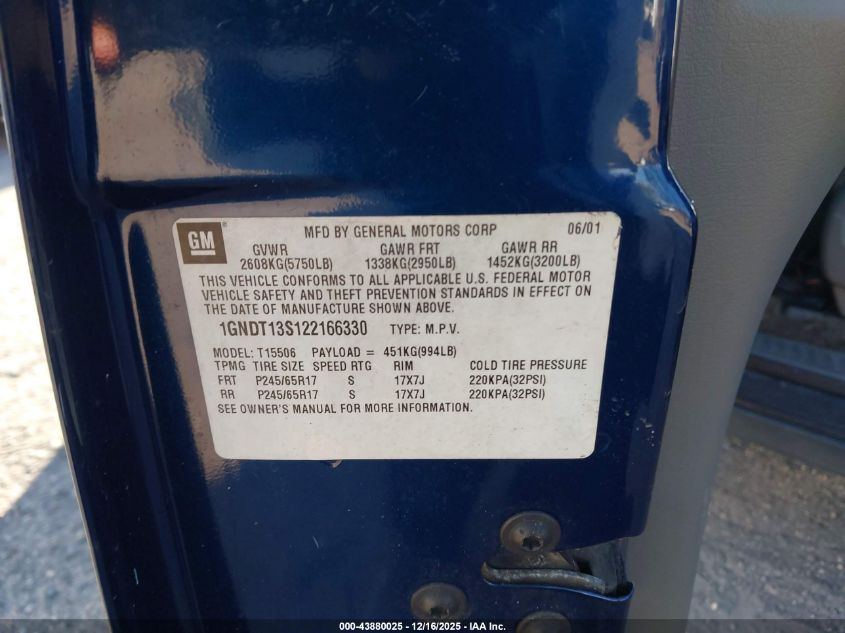 GM
MFD BY GENERAL MOTORS CORP 06/01
GVWR GAWR FRT GAWR RR
2608KG(5750LB) 1338KG(2950LB) 1452KG(3200LB)
THIS VEHICLE CONFORMS TO ALL APPLICABLE U.S. FEDERAL MOTOR
VEHICLE SAFETY AND THEFT PREVENTION STANDARDS IN EFFECT ON
THE DATE OF MANUFACTURE SHOWN ABOVE.
1GNDT13S122166330 TYPE: M.P.V.
MODEL: T15506 PAYLOAD = 451KG(994LB)
TPMG TIRE SIZE SPEED RTG RIM COLD TIRE PRESSURE
FRT P245/65R17 S 17X7J 220KPA(32PSI)
RR P245/65R17 S 17X7J 220KPA(32PSI)
SEE OWNER'S MANUAL FOR MORE INFORMATION.
000-43880025 - 12/16/2025 - IAA Inc.